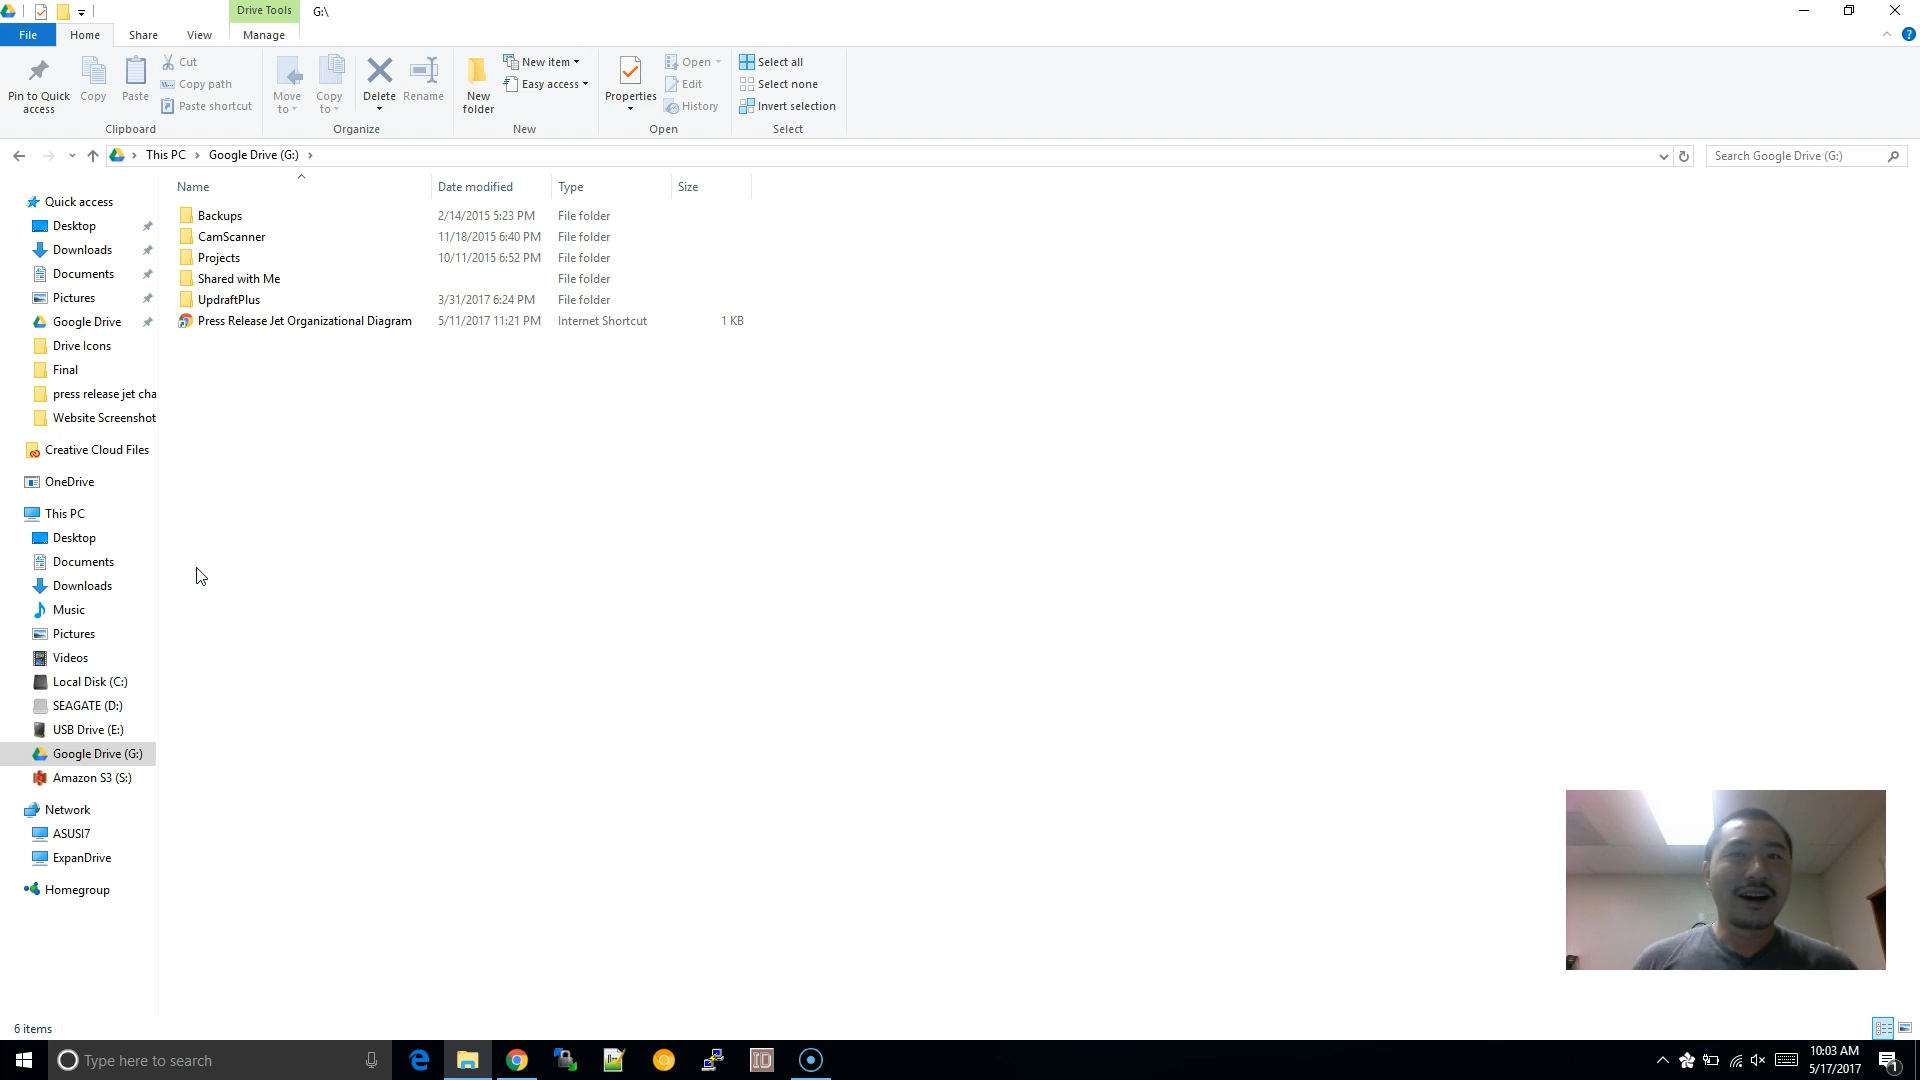 Drive Tools
G:\
File
Home
Share
View
Manage
Pin to Quick access
Copy
Paste
Cut
Copy path
Paste shortcut
Clipboard
Move to
Copy to
Delete
Rename
Organize
New folder
New item
Easy access
New
Properties
Open
Edit
History
Open
Select all
Select none
Invert selection
Select
This PC
Google Drive (G:)
Search Google Drive (G:)
Name
Date modified
Type
Size
Backups 2/14/2015 5:23 PM File folder
CamScanner 11/18/2015 6:40 PM File folder
Projects 10/11/2015 6:52 PM File folder
Shared with Me File folder
UpdraftPlus 3/31/2017 6:24 PM File folder
Press Release Jet Organizational Diagram 5/11/2017 11:21 PM Internet Shortcut 1 KB
Quick access
Desktop
Downloads
Documents
Pictures
Google Drive
Drive Icons
Final
press release jet cha
Website Screenshot
Creative Cloud Files
OneDrive
This PC
Desktop
Documents
Downloads
Music
Pictures
Videos
Local Disk (C:)
SEAGATE (D:)
USB Drive (E:)
Google Drive (G:)
Amazon S3 (S:)
Network
ASUSI7
ExpanDrive
Homegroup
6 items
Type here to search
10:03 AM
5/17/2017
1